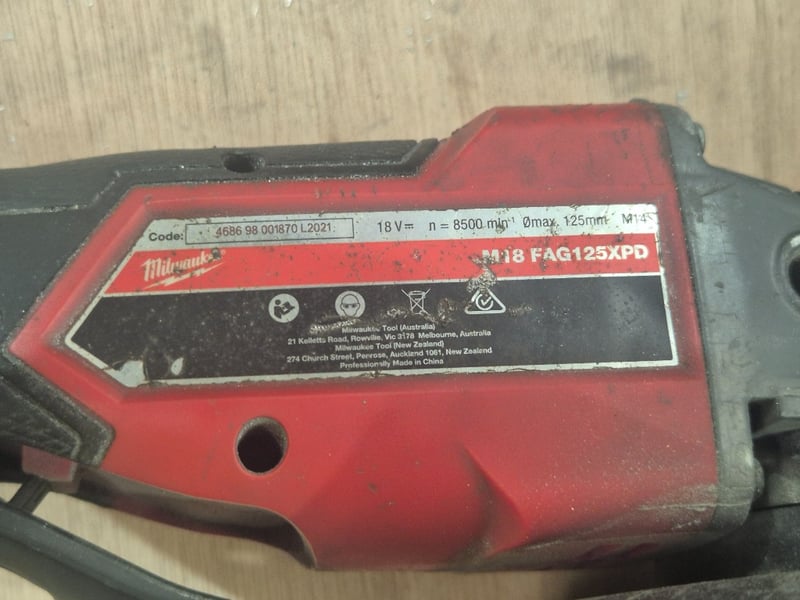 Code: 4686 98 001870 L2021 18 V⎓ n = 8500 min⁻¹ Ømax. 125mm M14
Milwaukee
M18 FAG125XPD
Milwaukee Tool (Australia)
21 Kelletts Road, Rowville, Vic 3178 Melbourne, Australia
Milwaukee Tool (New Zealand)
274 Church Street, Penrose, Auckland 1061, New Zealand
Professionally Made in China